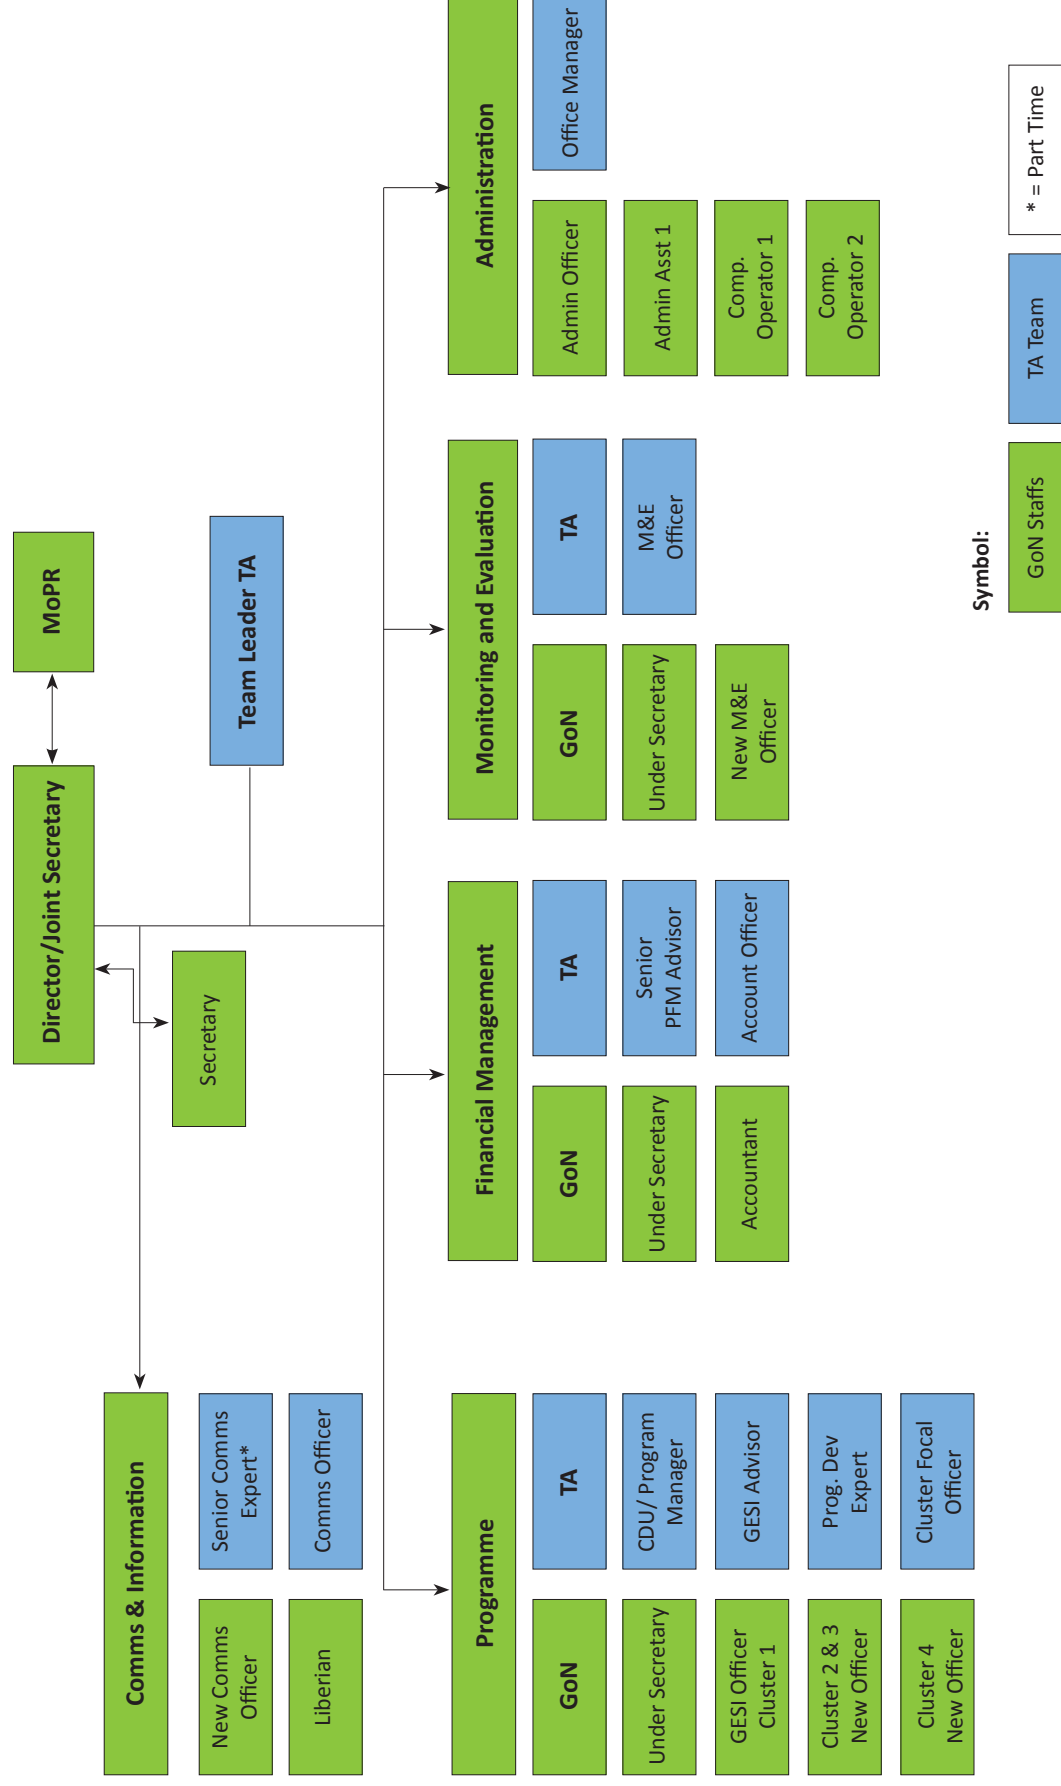 Director/Joint Secretary
MoPR
Team Leader TA
Secretary
Comms & Information
New Comms
Officer
Senior Comms
Expert*
Liberian
Comms Officer
Programme
GoN
TA
Under Secretary
CDU/ Program
Manager
GESI Officer
Cluster 1
GESI Advisor
Cluster 2 & 3
New Officer
Prog. Dev
Expert
Cluster 4
New Officer
Cluster Focal
Officer
Financial Management
GoN
TA
Under Secretary
Senior
PFM Advisor
Accountant
Account Officer
Monitoring and Evaluation
GoN
TA
Under Secretary
M&E
Officer
New M&E
Officer
Administration
Admin Officer
Office Manager
Admin Asst 1
Comp.
Operator 1
Comp.
Operator 2
Symbol:
GoN Staffs
TA Team
* = Part Time